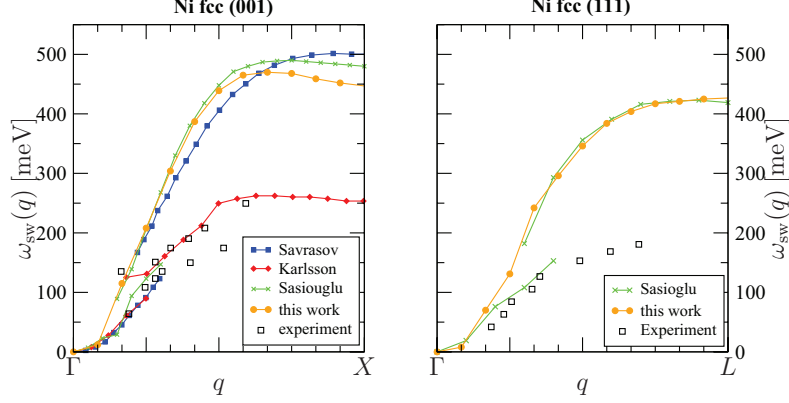 Ni fcc (001)
500
400
300
200
100
0
ω_sw(q) [meV]
Γ
q
X
Savrasov
Karlsson
Sasiouglu
this work
experiment
Ni fcc (111)
500
400
300
200
100
0
ω_sw(q) [meV]
Γ
q
L
Sasioglu
this work
Experiment